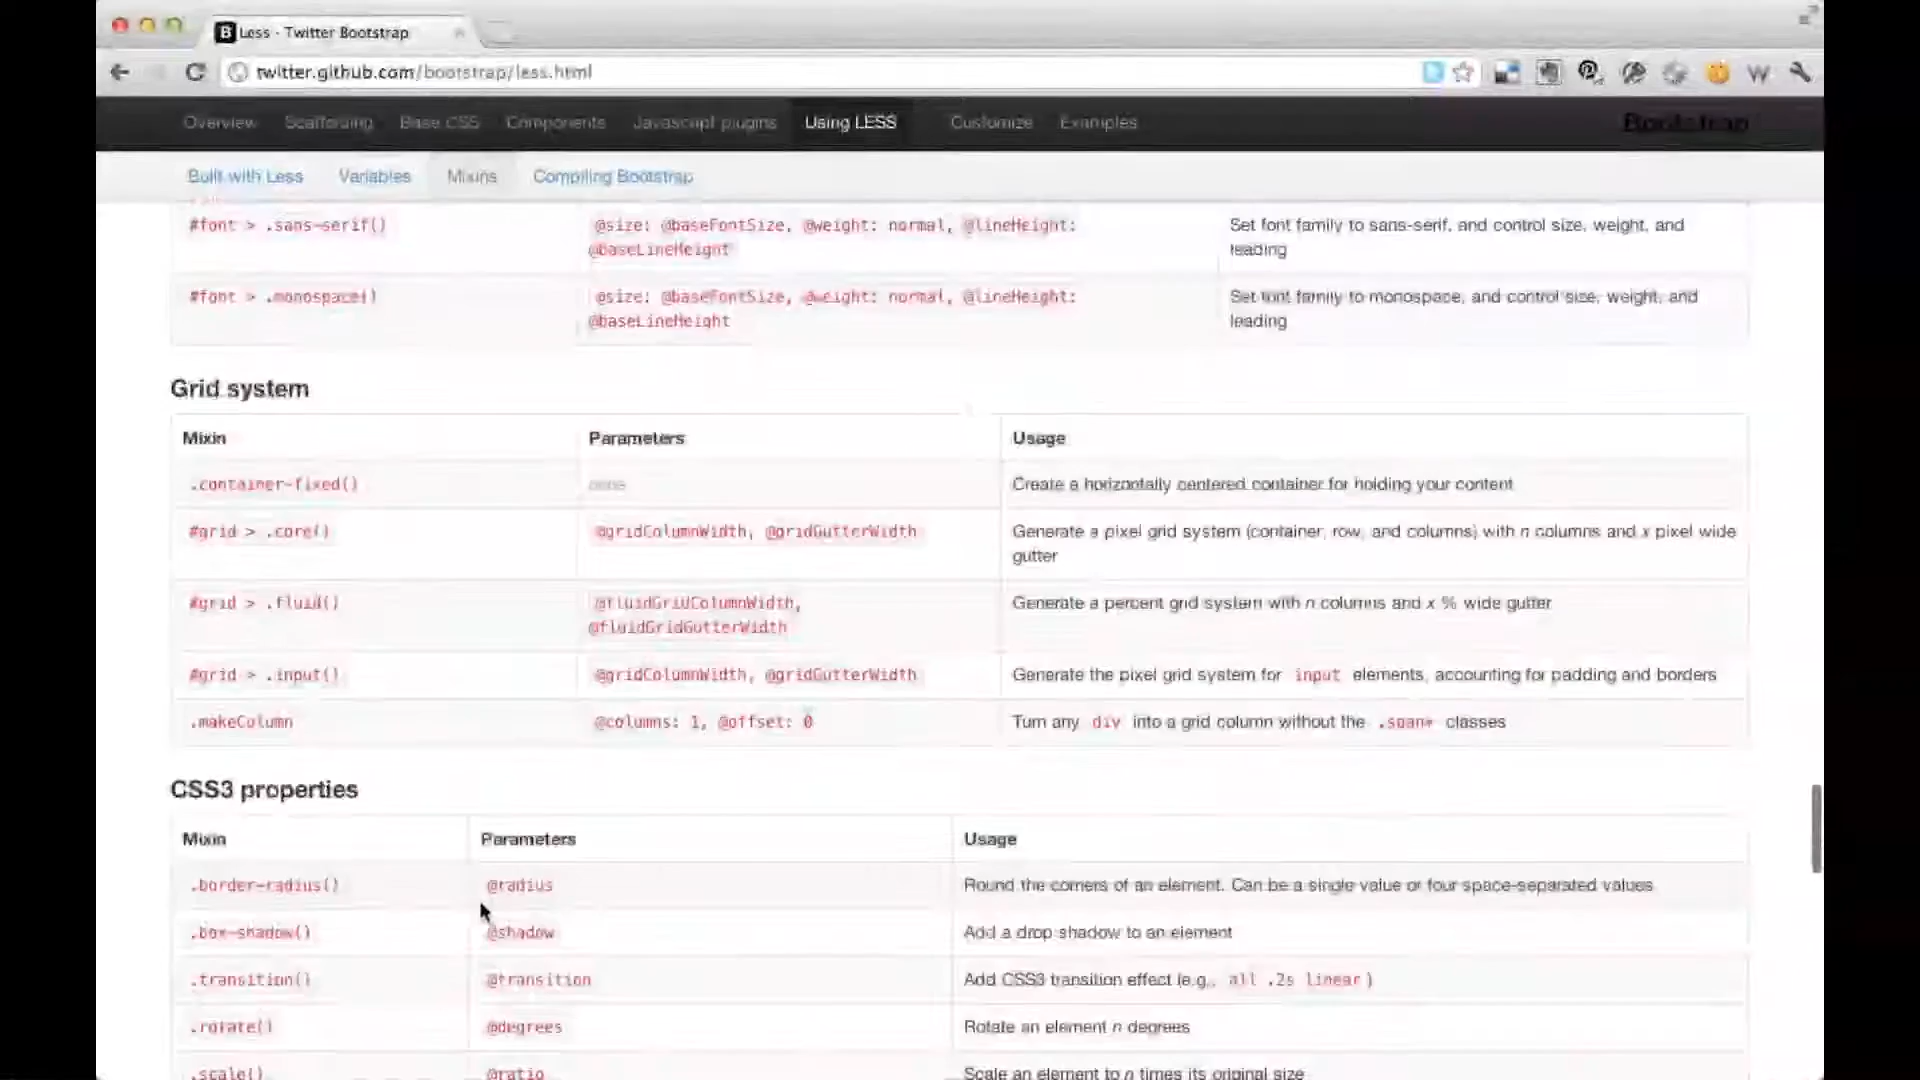 Less · Twitter Bootstrap
twitter.github.com/bootstrap/less.html
Overview Scaffolding Base CSS Components Javascript plugins Using LESS Customize Examples Bootstrap
Built with Less Variables Mixins Compiling Bootstrap
#font > .sans-serif() @size: @baseFontSize, @weight: normal, @lineHeight: Set font family to sans-serif, and control size, weight, and
@baseLineHeight leading
#font > .monospace() @size: @baseFontSize, @weight: normal, @lineHeight: Set font family to monospace, and control size, weight, and
@baseLineHeight leading
Grid system
Mixin Parameters Usage
.container-fixed() none Create a horizontally centered container for holding your content
#grid > .core() @gridColumnWidth, @gridGutterWidth Generate a pixel grid system (container, row, and columns) with n columns and x pixel wide
gutter
#grid > .fluid() @fluidGridColumnWidth, Generate a percent grid system with n columns and x % wide gutter
@fluidGridGutterWidth
#grid > .input() @gridColumnWidth, @gridGutterWidth Generate the pixel grid system for input elements, accounting for padding and borders
.makeColumn @columns: 1, @offset: 0 Turn any div into a grid column without the .span* classes
CSS3 properties
Mixin Parameters Usage
.border-radius() @radius Round the corners of an element. Can be a single value or four space-separated values
.box-shadow() @shadow Add a drop shadow to an element
.transition() @transition Add CSS3 transition effect (e.g., all .2s linear)
.rotate() @degrees Rotate an element n degrees
.scale() @ratio Scale an element to n times its original size